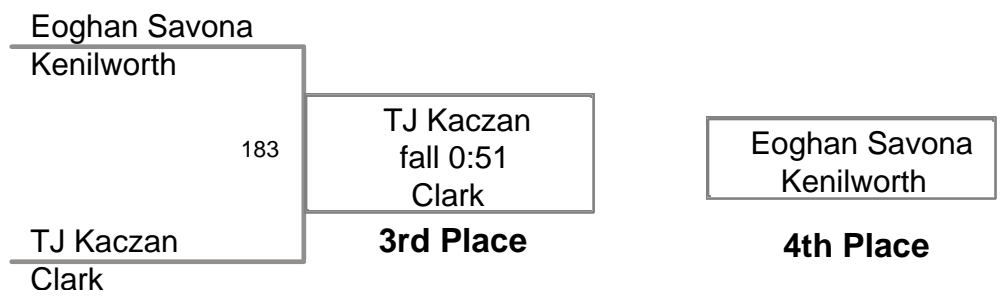 Eoghan Savona
Kenilworth
183
TJ Kaczan
Clark
TJ Kaczan
fall 0:51
Clark
3rd Place
Eoghan Savona
Kenilworth
4th Place